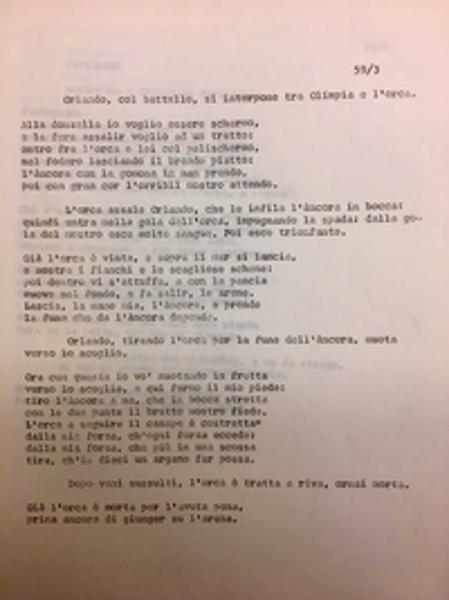 59/3
Orlando, col battello, si interpone tra Olimpia e l'Orca.
Alla donzella io voglio essere schermo,
e la fera assalir voglio ad un tratto:
entro fra l'orca e lei col palischermo,
nel fodero lasciando il brando piatto:
l'àncora con la gomona in man prendo,
poi con gran cor l'orribil mostro attendo.
L'orca assale Orlando, che le infila l'àncora in bocca:
quindi entra nella gola dell'orca, impugnando la spada: dalla go-
la del mostro esce molto sangue. Poi esce trionfante.
Già l'orca è vinta, e sopra il mar si lancia,
e mostra i fianchi e le scagliose schene:
poi dentro vi s'attuffa, e con la pancia
muove nel fondo, e fa salir, le arene.
Lascia, la mano mia, l'àncora, e prendo
la fune che da l'àncora depende.
Orlando, tirando l'orca per la fune dell'àncora, nuota
verso lo scoglio.
Ora con questa io vo' nuotando in fretta
verso lo scoglio, e qui fermo il mio piede:
tiro l'àncora a me, che in bocca stretta
con le due punte il brutto mostro fiede.
L'orca a seguire il canape è costretta
dalla mia forza, ch'ogni forza eccede:
dalla mia forza, che più in una scossa
tira, ch'in dieci un argano far possa.
Dopo vani sussulti, l'orca è tratta a riva, ormai morta.
Già l'orca è morta per l'avuta pena,
prima ancora di giunger su l'arena.